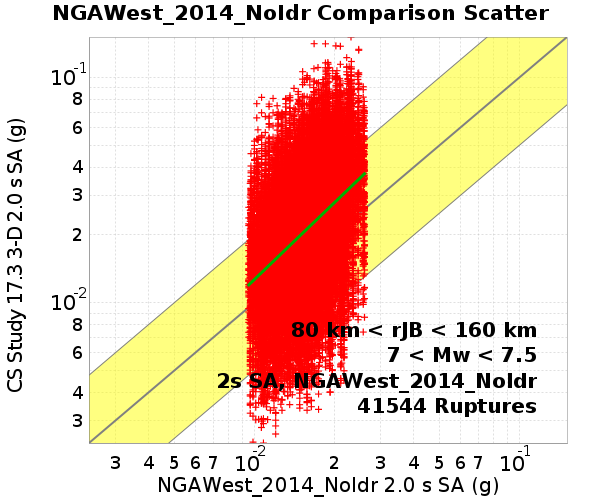 NGAWest_2014_NoIdr Comparison Scatter
CS Study 17.3 3-D 2.0 s SA (g)
10-1
8
6
4
3
2
10-2
8
6
4
3
80 km < rJB < 160 km
7 < Mw < 7.5
2s SA, NGAWest_2014_NoIdr
41544 Ruptures
3 4 5 6 7 10-2 2 3 4 5 6 7 10-1
NGAWest_2014_NoIdr 2.0 s SA (g)